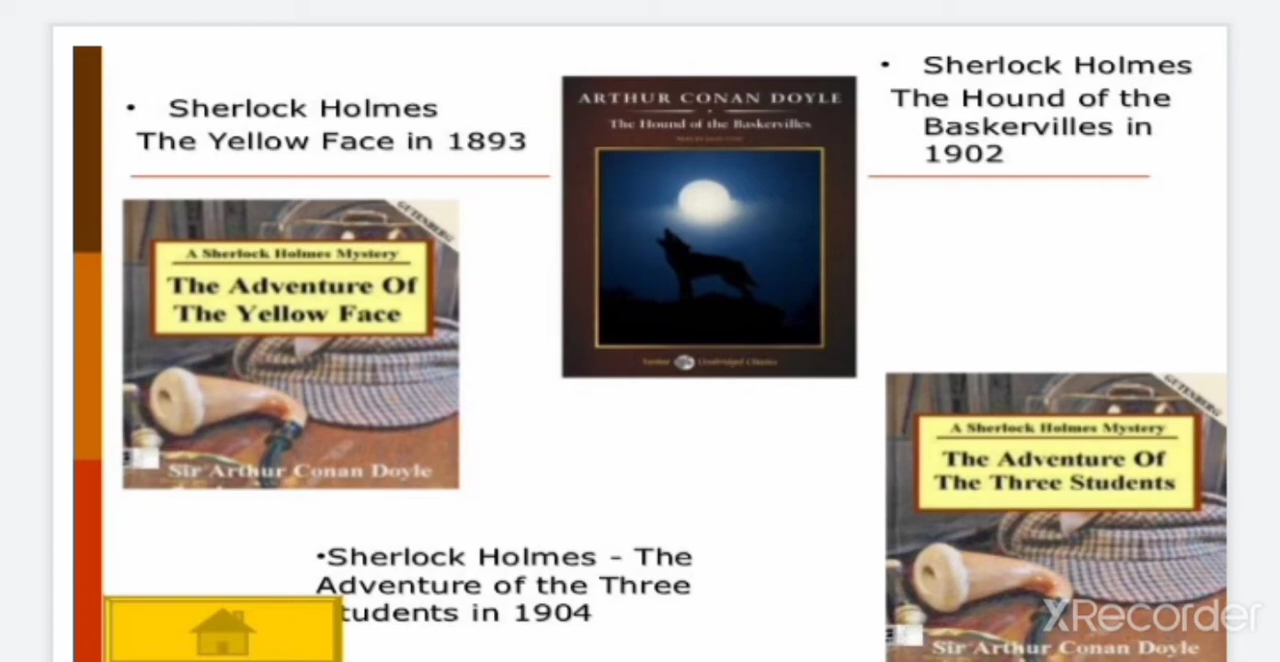 • Sherlock Holmes
The Yellow Face in 1893
ARTHUR CONAN DOYLE
The Hound of the Baskervilles
Tantor Unabridged Classics
• Sherlock Holmes
The Hound of the
Baskervilles in
1902
GUTENBERG
A Sherlock Holmes Mystery
The Adventure Of
The Yellow Face
Sir Arthur Conan Doyle
GUTENBERG
A Sherlock Holmes Mystery
The Adventure Of
The Three Students
Sir Arthur Conan Doyle
•Sherlock Holmes - The
Adventure of the Three
tudents in 1904
XRecorder